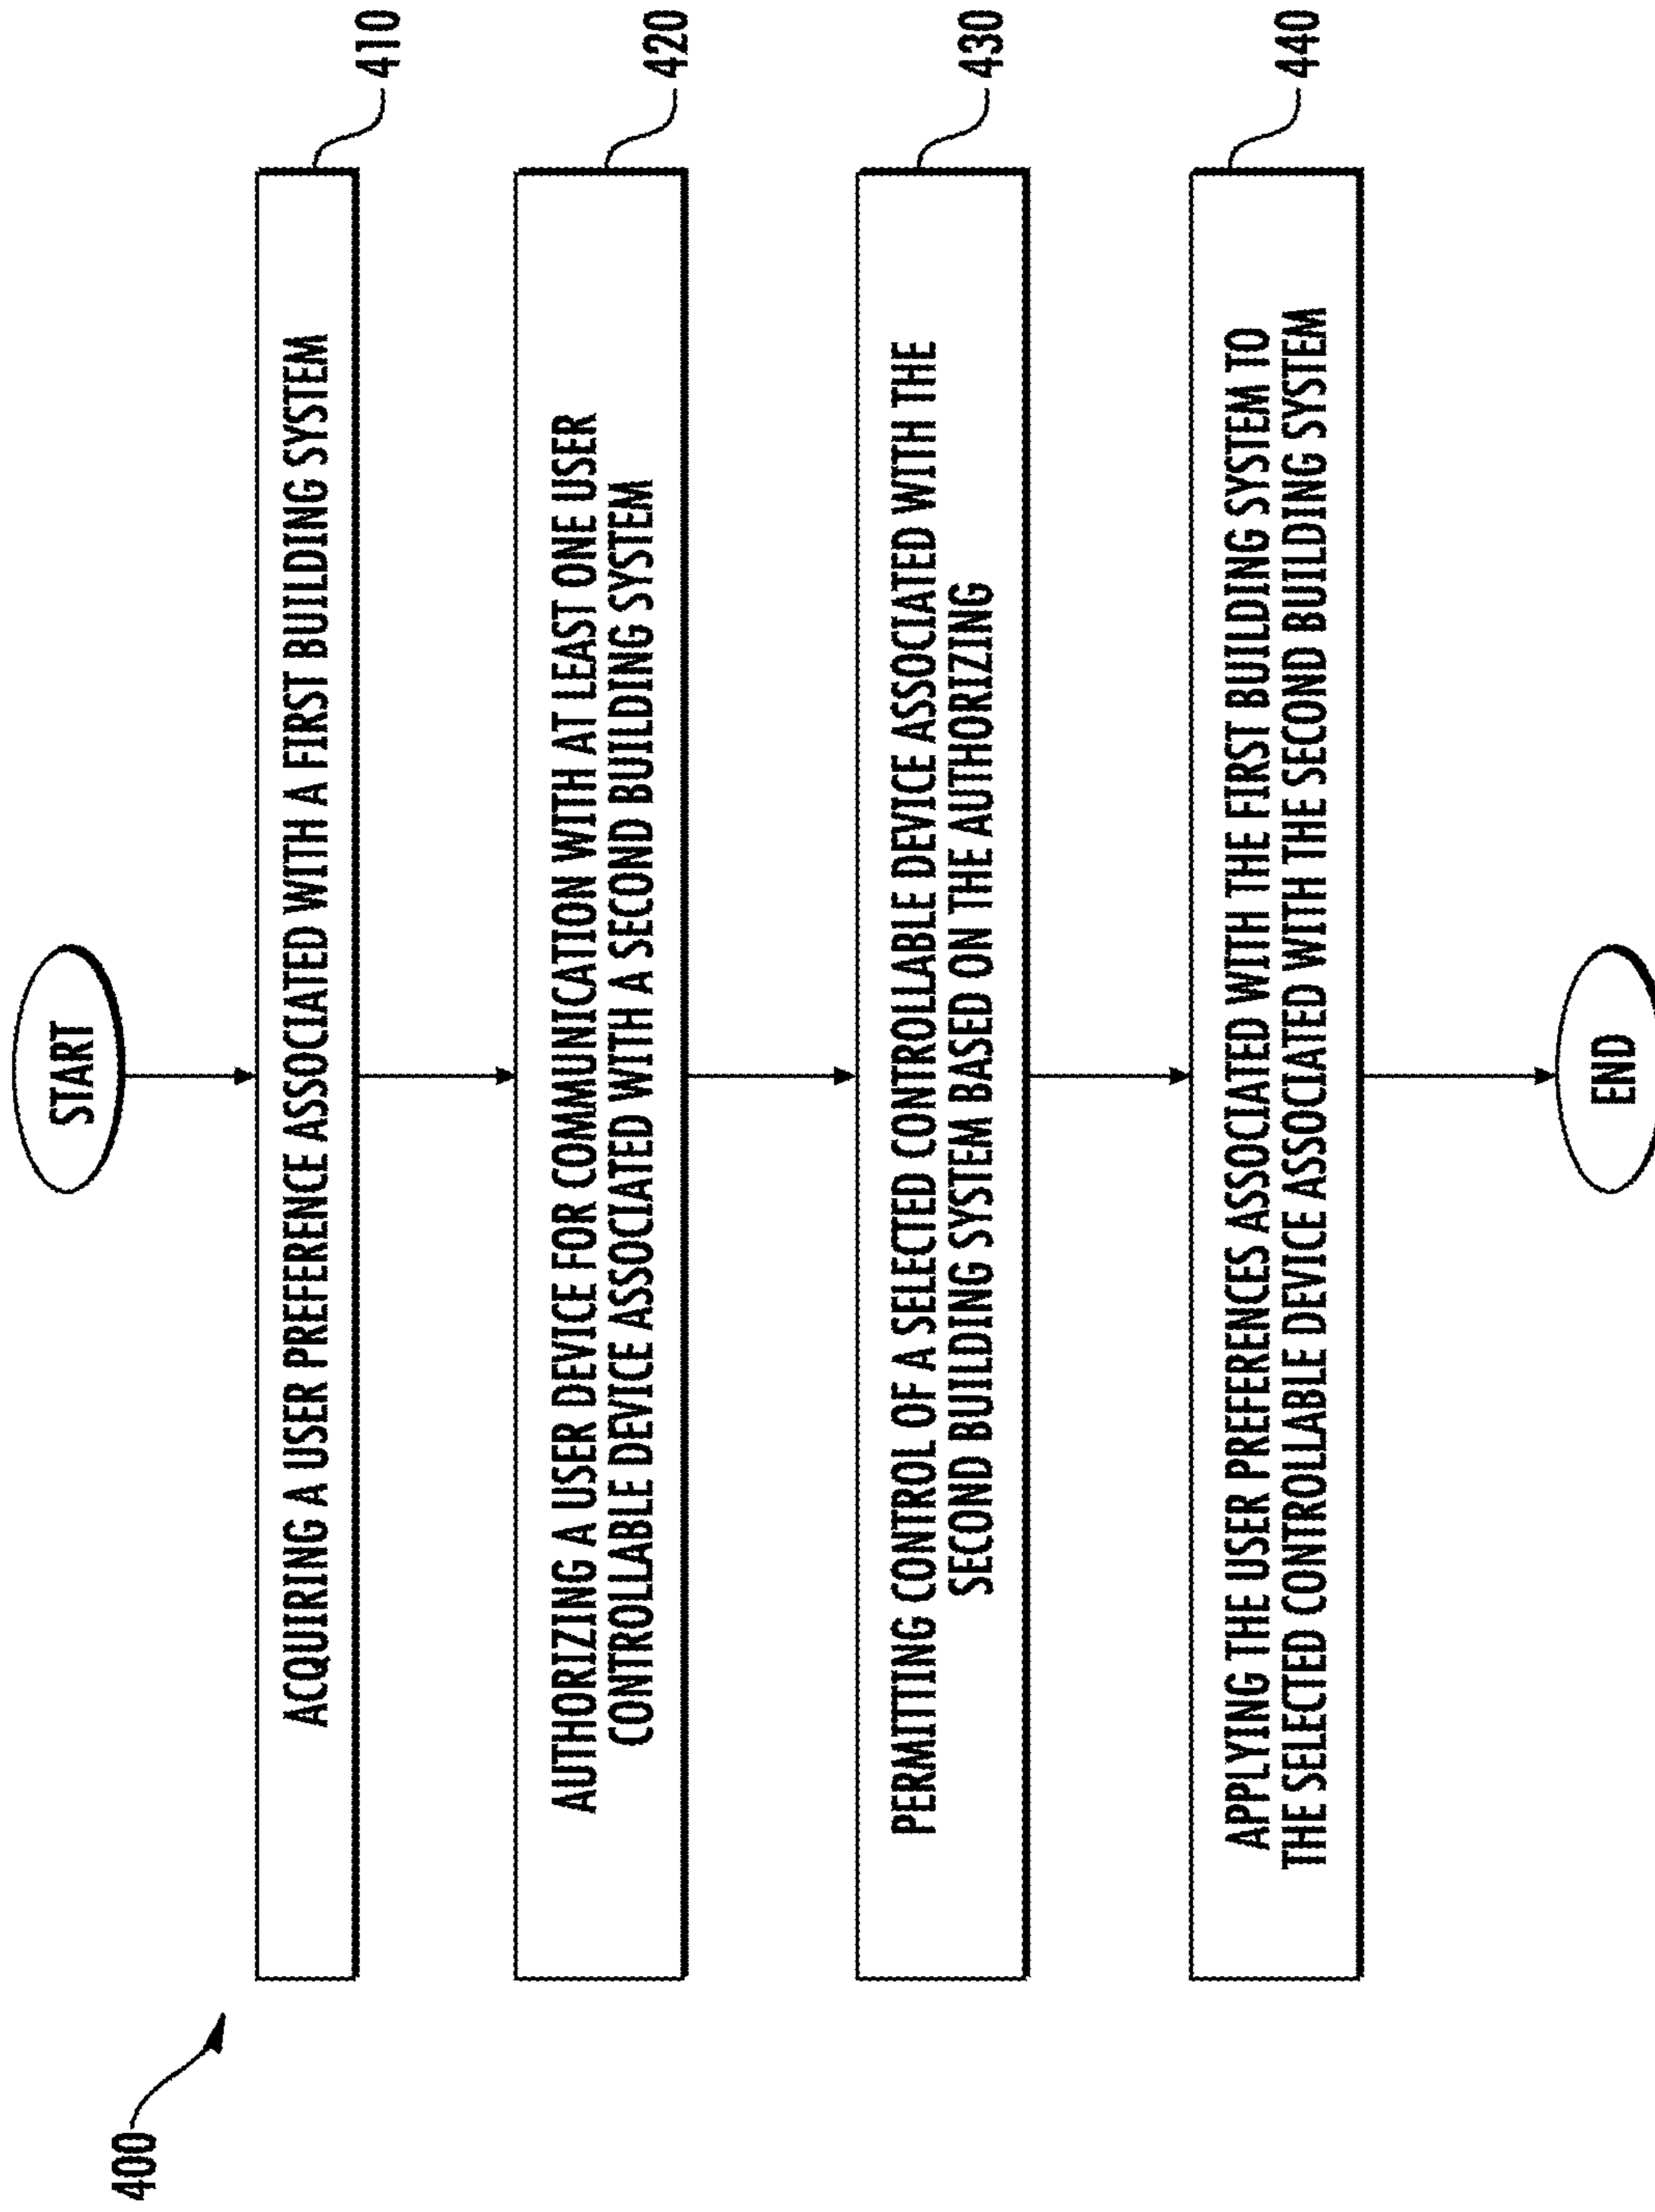 400
START
ACQUIRING A USER PREFERENCE ASSOCIATED WITH A FIRST BUILDING SYSTEM
410
AUTHORIZING A USER DEVICE FOR COMMUNICATION WITH AT LEAST ONE USER
CONTROLLABLE DEVICE ASSOCIATED WITH A SECOND BUILDING SYSTEM
420
PERMITTING CONTROL OF A SELECTED CONTROLLABLE DEVICE ASSOCIATED WITH THE
SECOND BUILDING SYSTEM BASED ON THE AUTHORIZING
430
APPLYING THE USER PREFERENCES ASSOCIATED WITH THE FIRST BUILDING SYSTEM TO
THE SELECTED CONTROLLABLE DEVICE ASSOCIATED WITH THE SECOND BUILDING SYSTEM
440
END